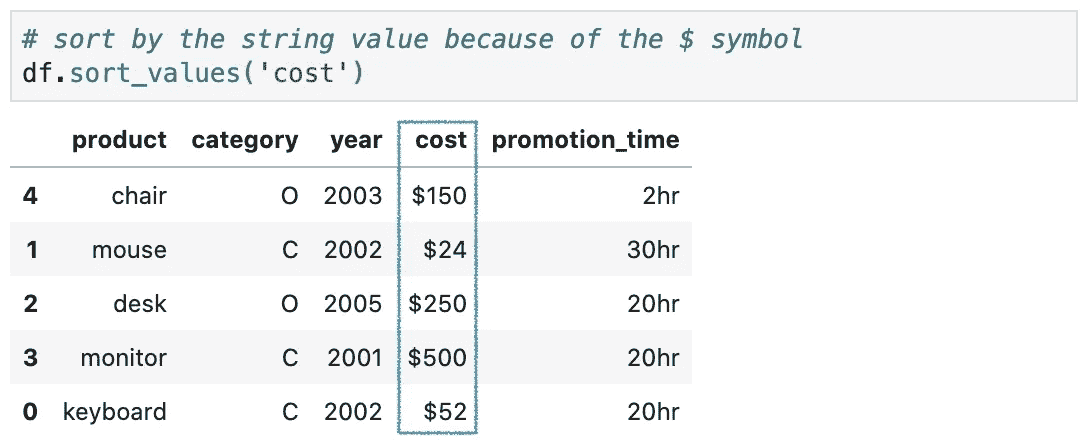 # sort by the string value because of the $ symbol
df.sort_values('cost')
product category year cost promotion_time
4 chair O 2003 $150 2hr
1 mouse C 2002 $24 30hr
2 desk O 2005 $250 20hr
3 monitor C 2001 $500 20hr
0 keyboard C 2002 $52 20hr